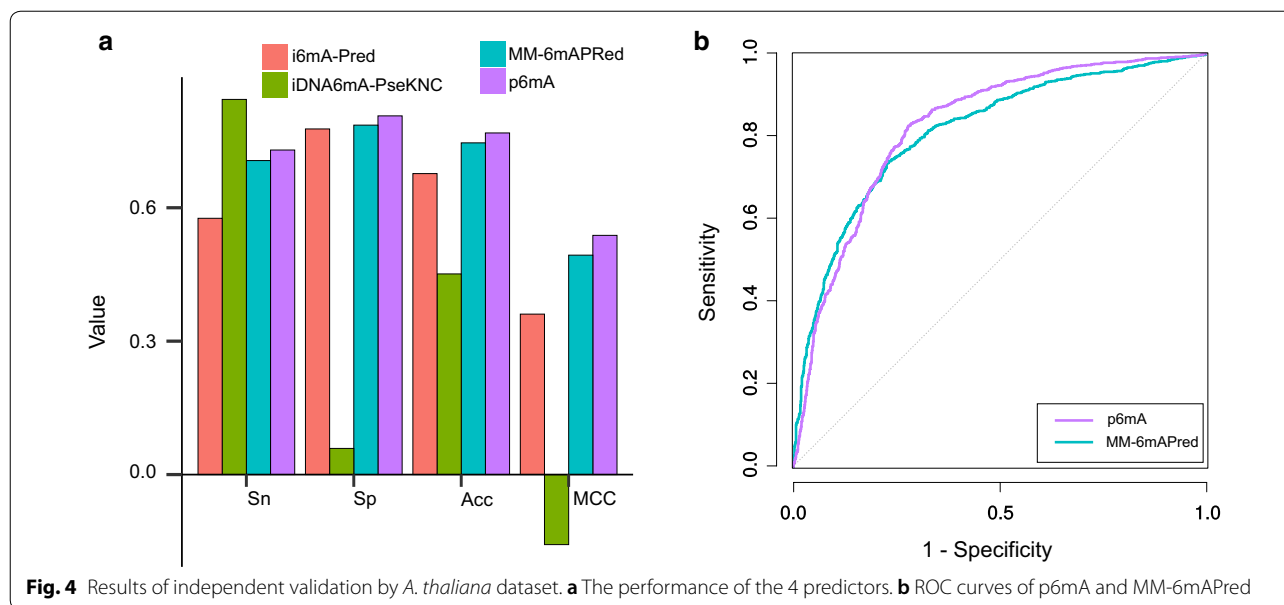 a
i6mA-Pred
MM-6mAPRed
iDNA6mA-PseKNC
p6mA
Value
0.6
0.3
0.0
Sn
Sp
Acc
MCC
b
Sensitivity
1.0
0.8
0.6
0.4
0.2
0.0
p6mA
MM-6mAPred
0.0
0.5
1.0
1 - Specificity
Fig. 4 Results of independent validation by A. thaliana dataset. a The performance of the 4 predictors. b ROC curves of p6mA and MM-6mAPred